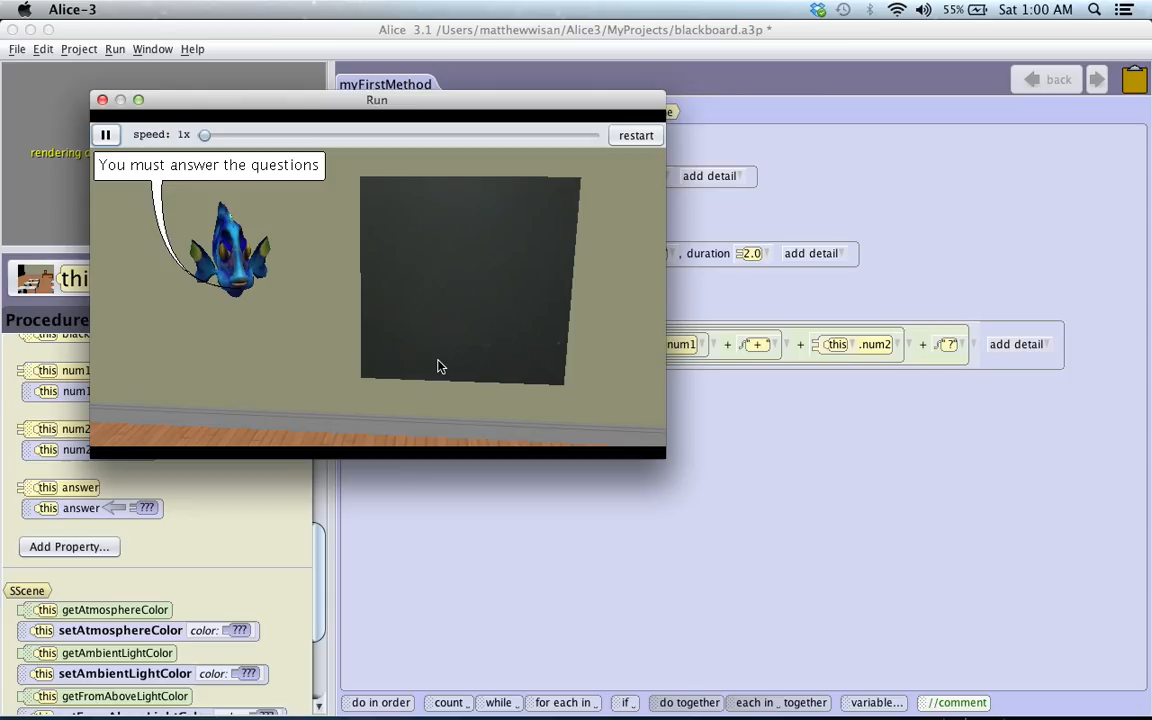 Alice-3
55%
Sat 1:00 AM
Alice 3.1 /Users/matthewwisan/Alice3/MyProjects/blackboard.a3p *
File Edit Project Run Window Help
myFirstMethod
back
Run
speed: 1x
restart
You must answer the questions
add detail
, duration 2.0 add detail
thi
Procedure
num1 + " + " + this .num2 + " ?" add detail
this num1
this num1
this num2
this num2
this answer
this answer ???
Add Property...
SScene
this getAtmosphereColor
this setAtmosphereColor color: ???
this getAmbientLightColor
this setAmbientLightColor color: ???
this getFromAboveLightColor
do in order count while for each in if do together each in together variable... //comment